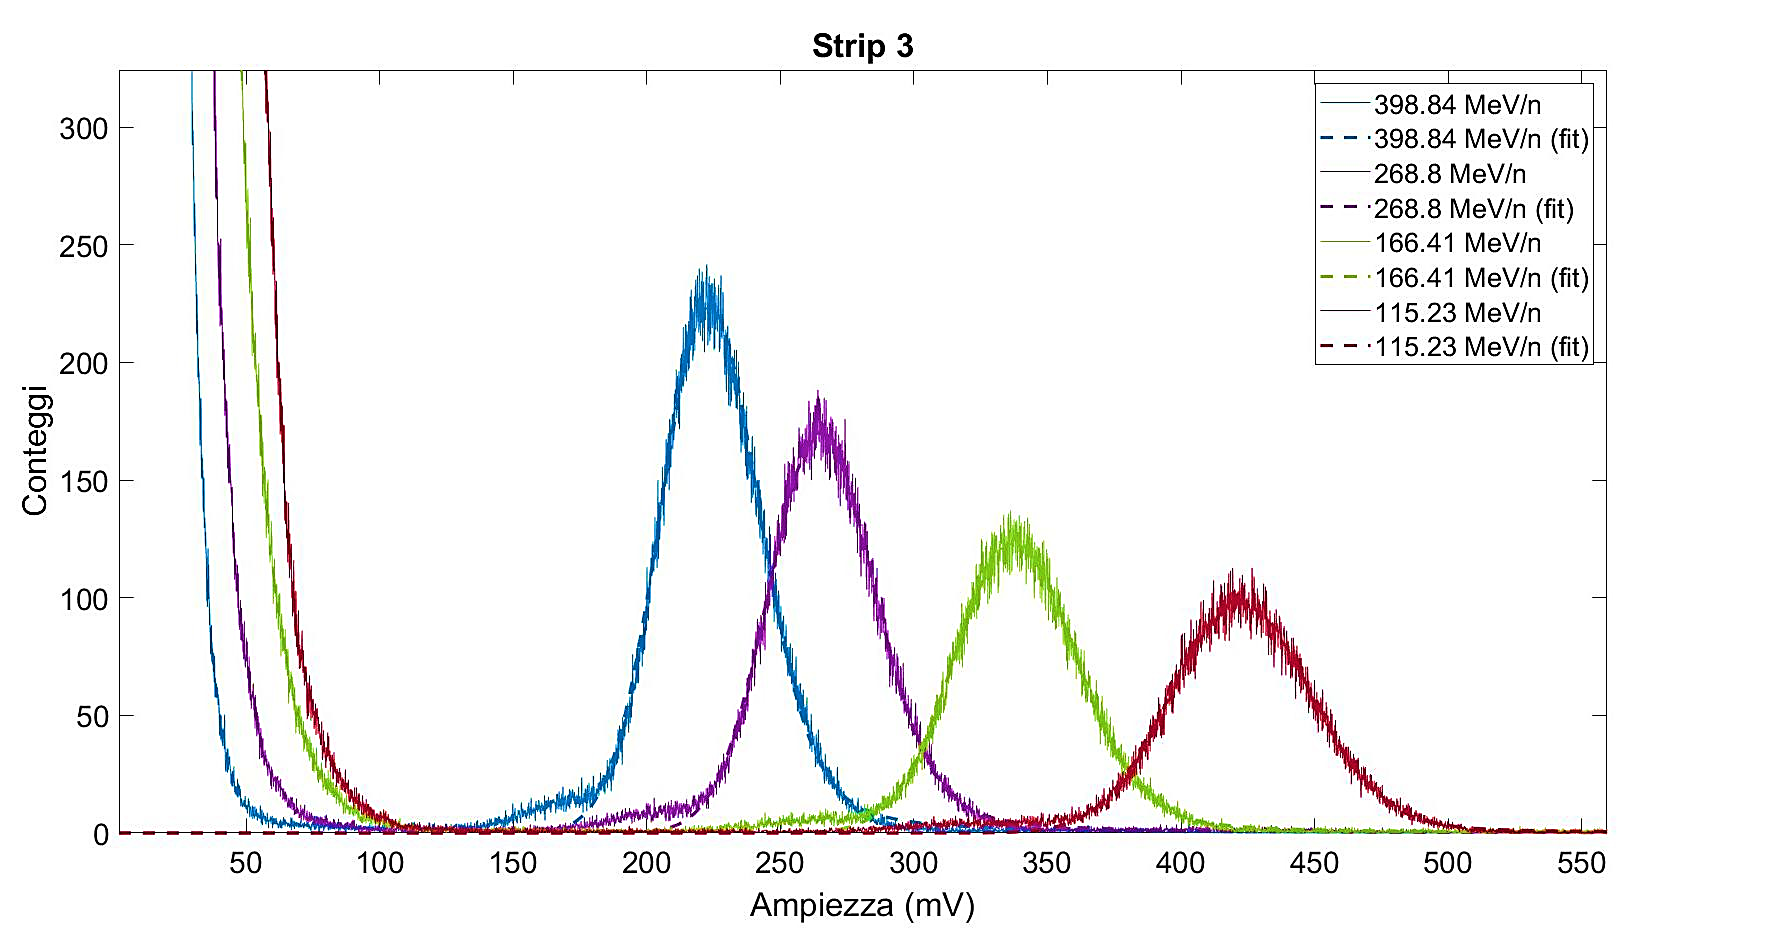 Strip 3
398.84 MeV/n
398.84 MeV/n (fit)
268.8 MeV/n
268.8 MeV/n (fit)
166.41 MeV/n
166.41 MeV/n (fit)
115.23 MeV/n
115.23 MeV/n (fit)
Conteggi
300
250
200
150
100
50
0
50 100 150 200 250 300 350 400 450 500 550
Ampiezza (mV)